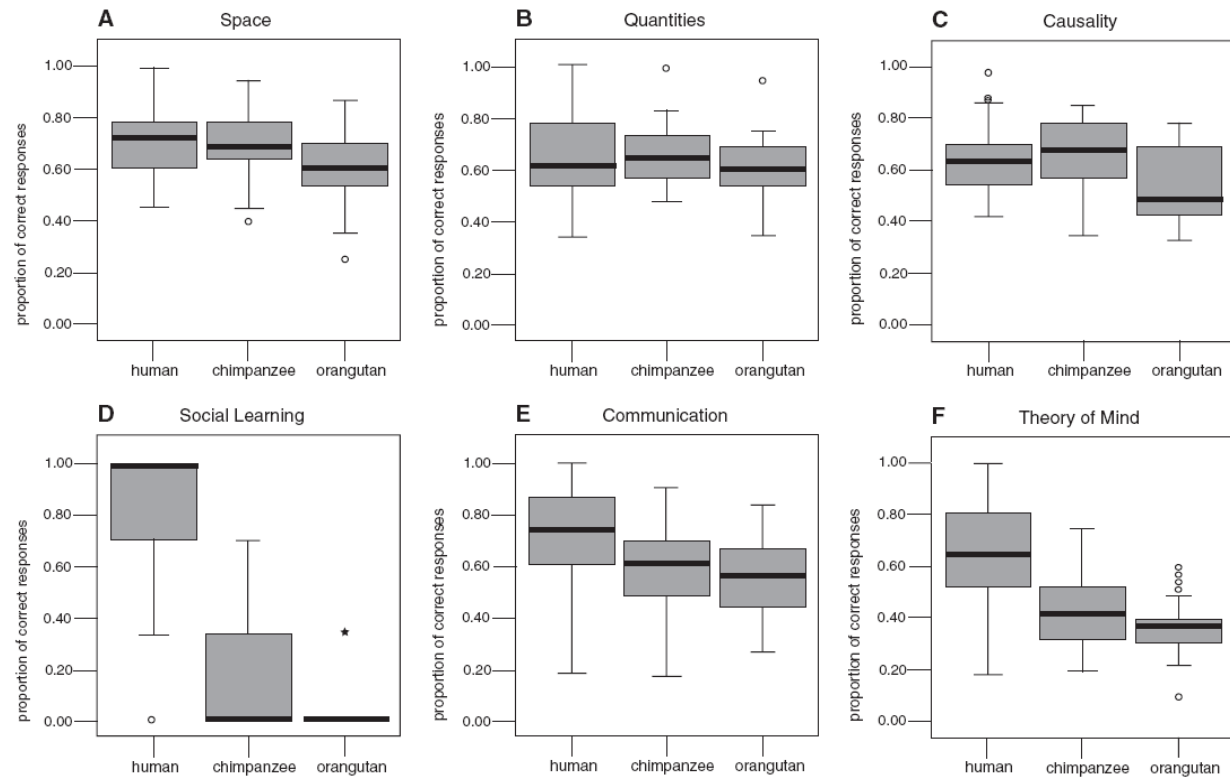 A Space
proportion of correct responses
1.00
0.80
0.60
0.40
0.20
0.00
human chimpanzee orangutan
B Quantities
proportion of correct responses
1.00
0.80
0.60
0.40
0.20
0.00
human chimpanzee orangutan
C Causality
proportion of correct responses
1.00
0.80
0.60
0.40
0.20
0.00
human chimpanzee orangutan
D Social Learning
proportion of correct responses
1.00
0.80
0.60
0.40
0.20
0.00
human chimpanzee orangutan
E Communication
proportion of correct responses
1.00
0.80
0.60
0.40
0.20
0.00
human chimpanzee orangutan
F Theory of Mind
proportion of correct responses
1.00
0.80
0.60
0.40
0.20
0.00
human chimpanzee orangutan